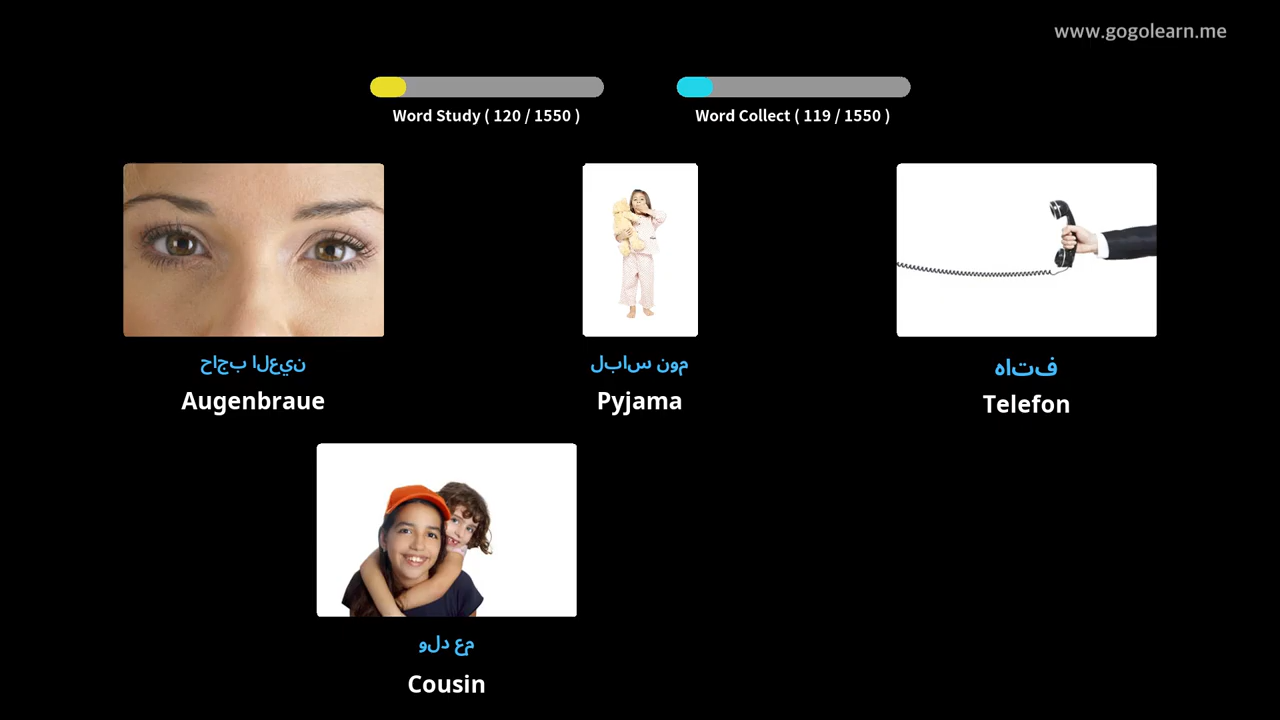 www.gogolearn.me
Word Study ( 120 / 1550 )
Word Collect ( 119 / 1550 )
حاجب العين
Augenbraue
لباس نوم
Pyjama
هاتف
Telefon
ولد عم
Cousin